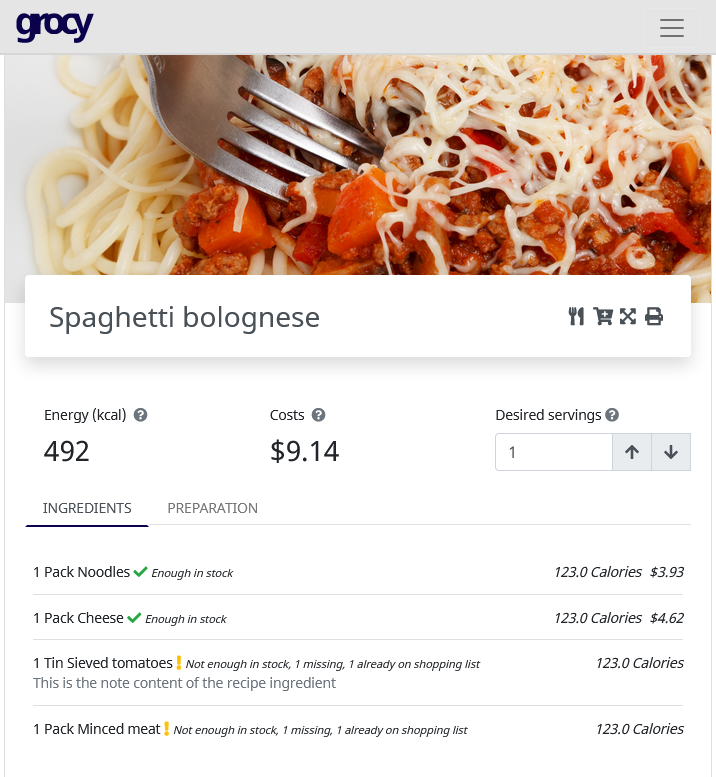 grocy
Spaghetti bolognese
Energy (kcal) Costs Desired servings
492 $9.14 1
INGREDIENTS PREPARATION
1 Pack Noodles Enough in stock 123.0 Calories $3.93
1 Pack Cheese Enough in stock 123.0 Calories $4.62
1 Tin Sieved tomatoes Not enough in stock, 1 missing, 1 already on shopping list 123.0 Calories
This is the note content of the recipe ingredient
1 Pack Minced meat Not enough in stock, 1 missing, 1 already on shopping list 123.0 Calories